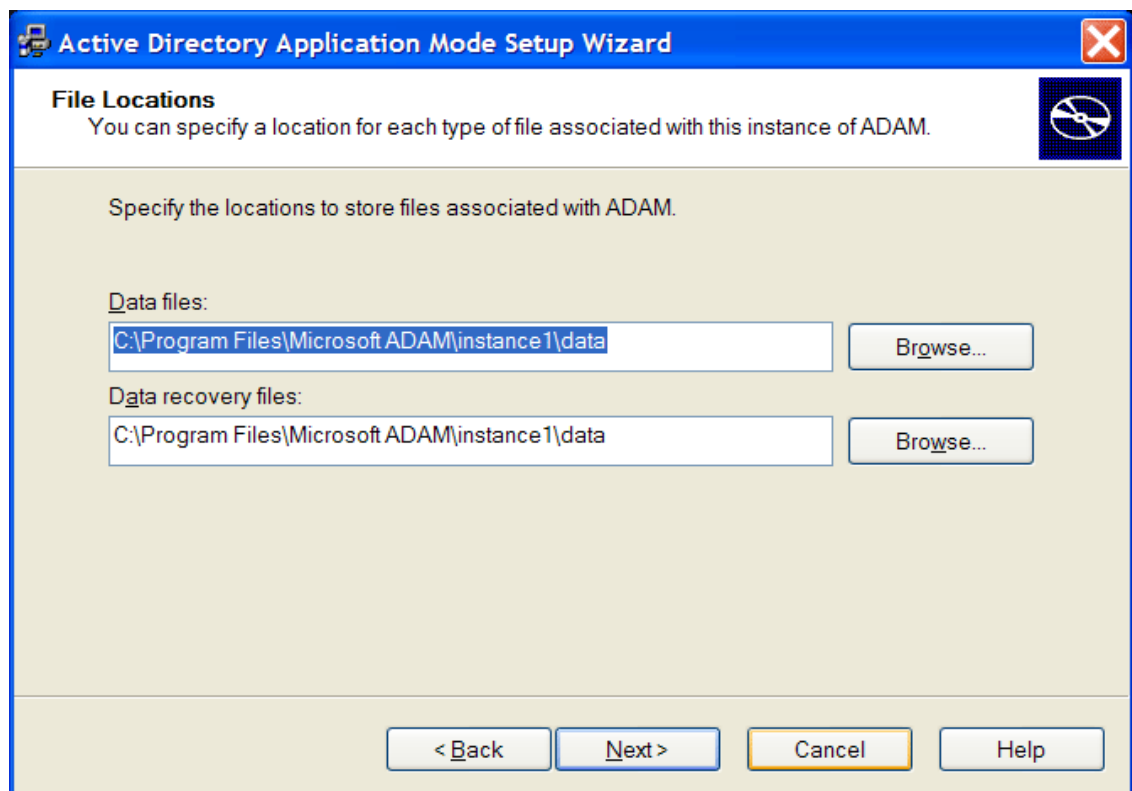 Active Directory Application Mode Setup Wizard
File Locations
You can specify a location for each type of file associated with this instance of ADAM.
Specify the locations to store files associated with ADAM.
Data files:
C:\Program Files\Microsoft ADAM\instance1\data
Browse...
Data recovery files:
C:\Program Files\Microsoft ADAM\instance1\data
Browse...
< Back Next > Cancel Help